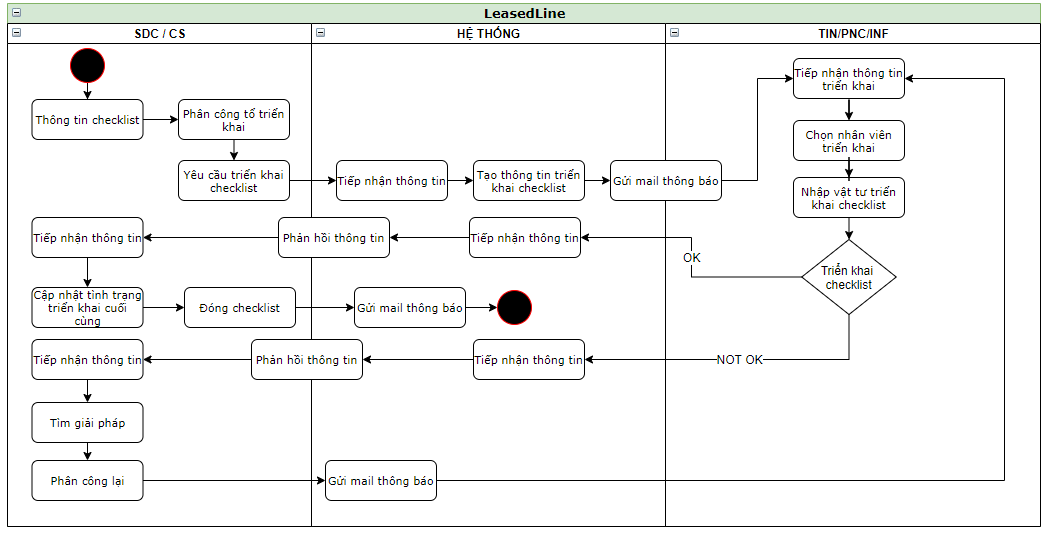 LeasedLine
SDC / CS
HỆ THỐNG
TIN/PNC/INF
Thông tin checklist
Phân công tổ triển
khai
Yêu cầu triển khai
checklist
Tiếp nhận thông tin
Tạo thông tin triển
khai checklist
Gửi mail thông báo
Tiếp nhận thông tin
triển khai
Chọn nhân viên
triển khai
Nhập vật tư triển
khai checklist
Triển khai
checklist
OK
Tiếp nhận thông tin
Phản hồi thông tin
Tiếp nhận thông tin
Cập nhật tình trạng
triển khai cuối
cùng
Đóng checklist
Gửi mail thông báo
NOT OK
Tiếp nhận thông tin
Phản hồi thông tin
Tiếp nhận thông tin
Tìm giải pháp
Phân công lại
Gửi mail thông báo